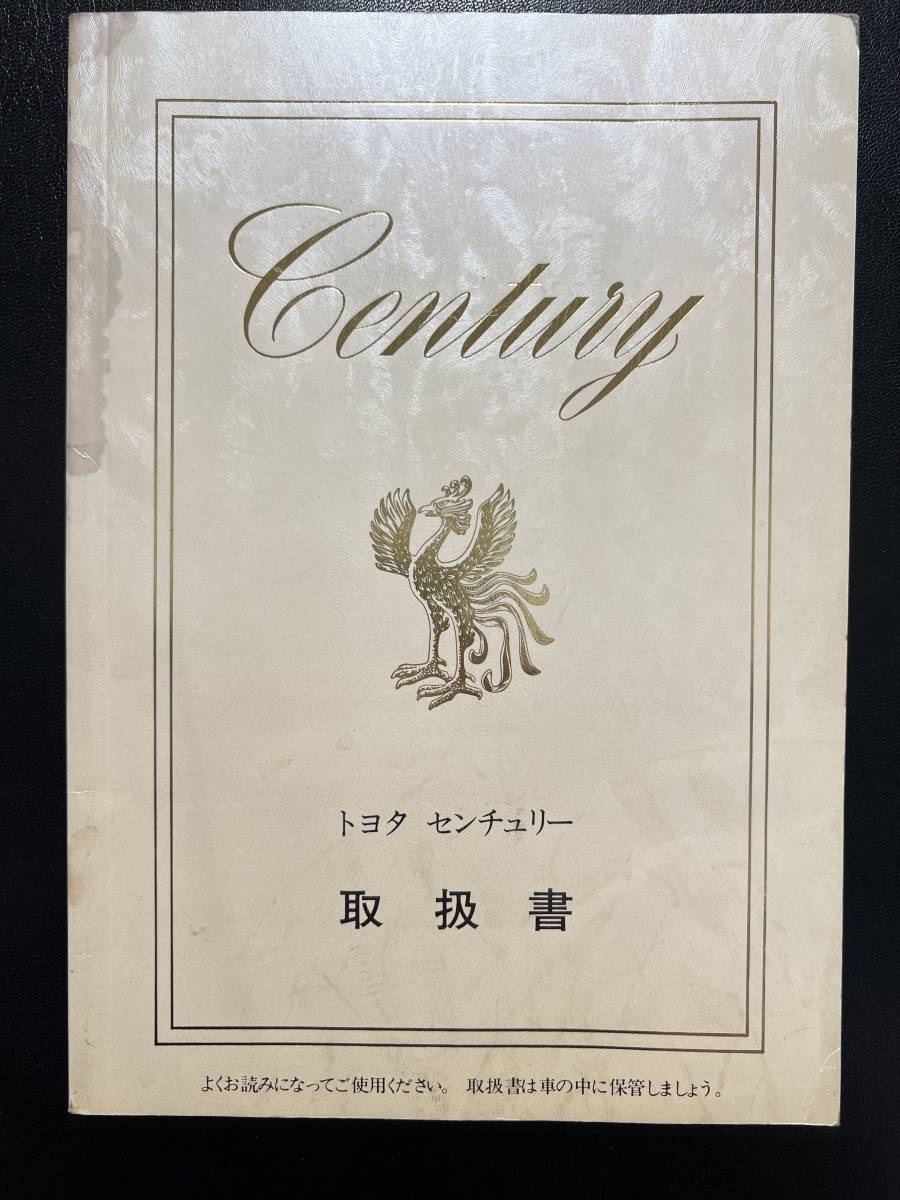 Century
トヨタ センチュリー
取扱書
よくお読みになってご使用ください。 取扱書は車の中に保管しましょう。